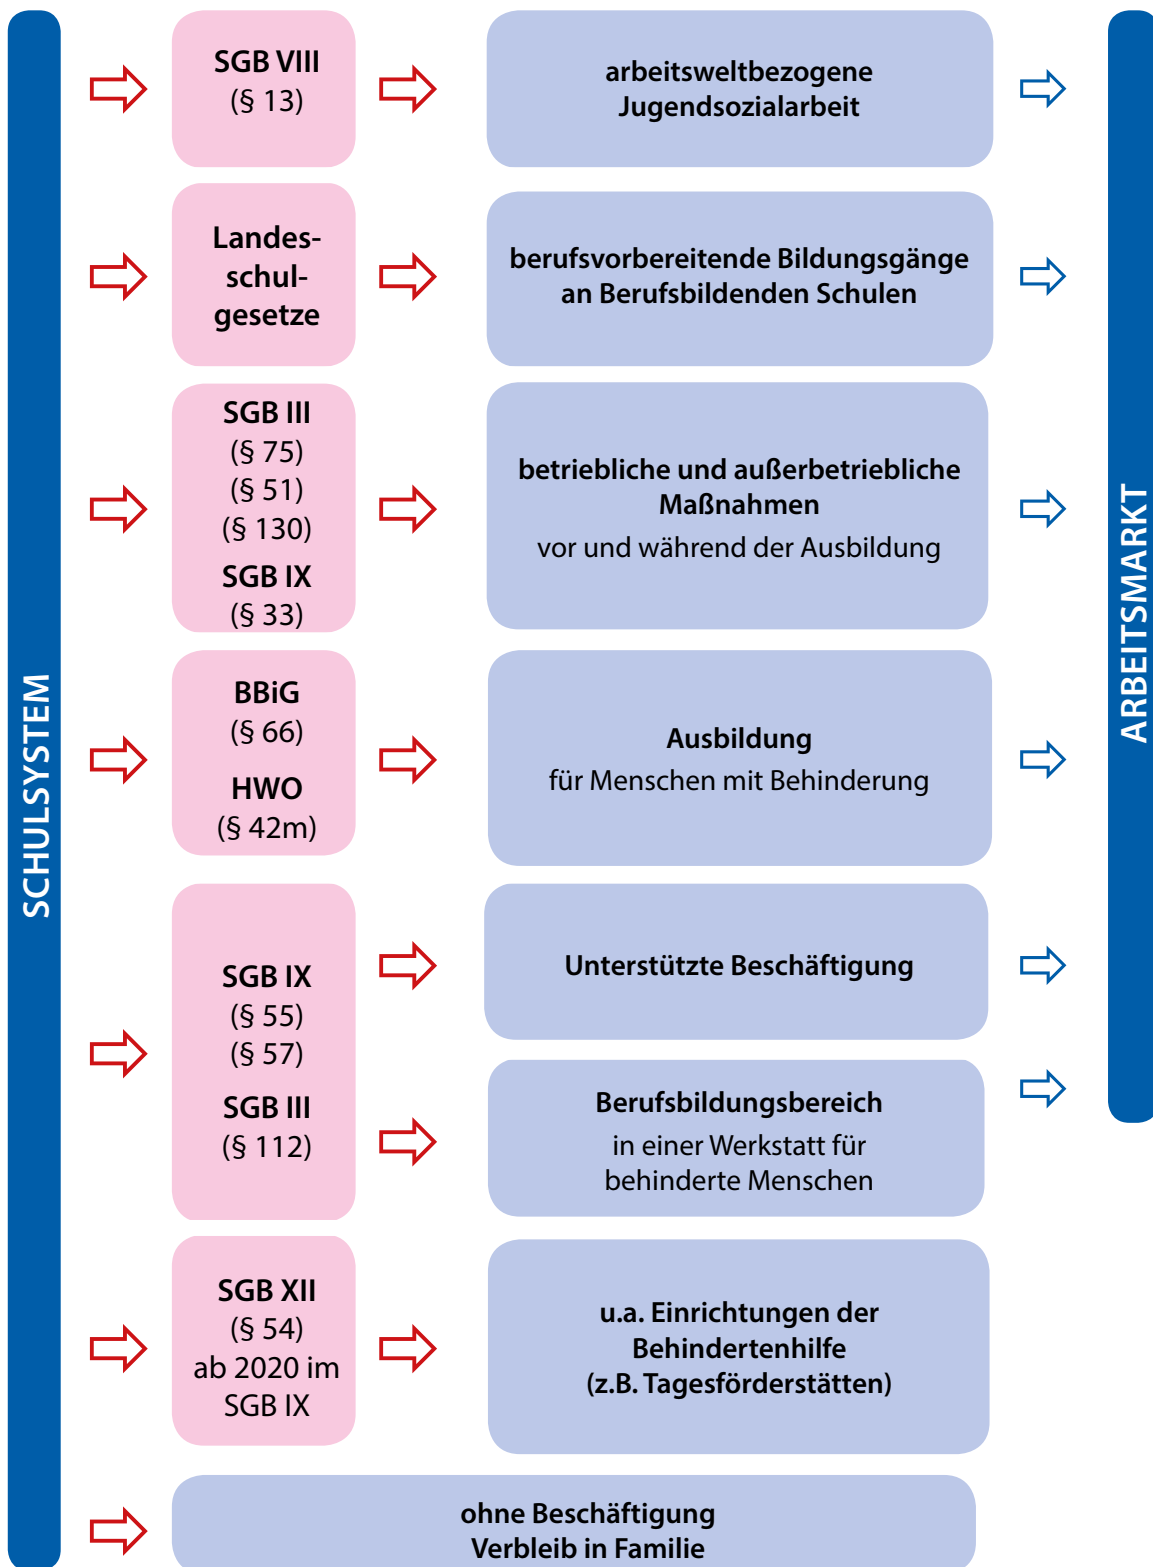 SCHULSYSTEM
SGB VIII
(§ 13)
arbeitsweltbezogene
Jugendsozialarbeit
Landes-
schul-
gesetze
berufsvorbereitende Bildungsgänge
an Berufsbildenden Schulen
SGB III
(§ 75)
(§ 51)
(§ 130)
SGB IX
(§ 33)
betriebliche und außerbetriebliche
Maßnahmen
vor und während der Ausbildung
BBiG
(§ 66)
HWO
(§ 42m)
Ausbildung
für Menschen mit Behinderung
SGB IX
(§ 55)
(§ 57)
SGB III
(§ 112)
Unterstützte Beschäftigung
Berufsbildungsbereich
in einer Werkstatt für
behinderte Menschen
SGB XII
(§ 54)
ab 2020 im
SGB IX
u.a. Einrichtungen der
Behindertenhilfe
(z.B. Tagesförderstätten)
ohne Beschäftigung
Verbleib in Familie
ARBEITSMARKT